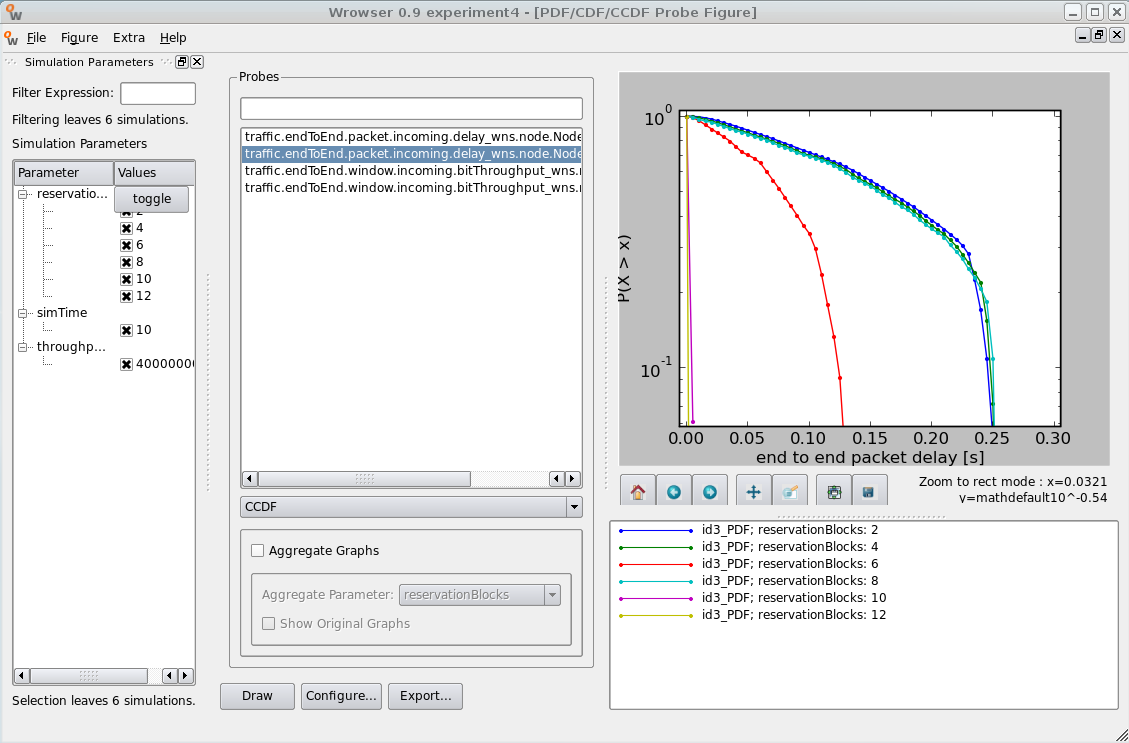 Wrowser 0.9 experiment4 - [PDF/CDF/CCDF Probe Figure]
File Figure Extra Help
Simulation Parameters
Filter Expression:
Filtering leaves 6 simulations.
Simulation Parameters
Parameter Values
reservatio...
toggle
4
6
8
10
12
simTime
10
throughp...
40000000
Selection leaves 6 simulations.
Probes
traffic.endToEnd.packet.incoming.delay_wns.node.Node
traffic.endToEnd.packet.incoming.delay_wns.node.Node
traffic.endToEnd.window.incoming.bitThroughput_wns.
traffic.endToEnd.window.incoming.bitThroughput_wns.
CCDF
Aggregate Graphs
Aggregate Parameter: reservationBlocks
Show Original Graphs
Draw Configure... Export...
10^0
10^-1
P(X > x)
0.00 0.05 0.10 0.15 0.20 0.25 0.30
end to end packet delay [s]
Zoom to rect mode : x=0.0321
y=mathdefault10^-0.54
id3_PDF; reservationBlocks: 2
id3_PDF; reservationBlocks: 4
id3_PDF; reservationBlocks: 6
id3_PDF; reservationBlocks: 8
id3_PDF; reservationBlocks: 10
id3_PDF; reservationBlocks: 12